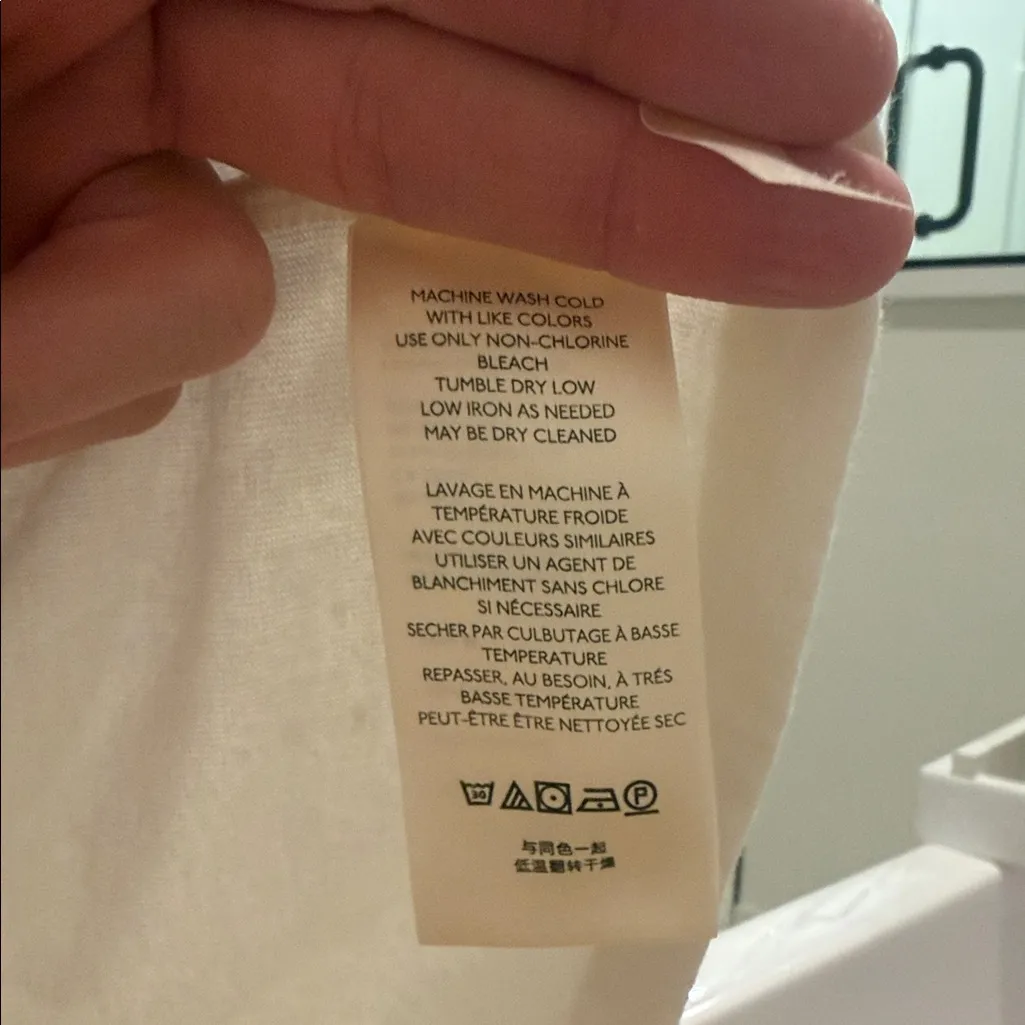 MACHINE WASH COLD
WITH LIKE COLORS
USE ONLY NON-CHLORINE
BLEACH
TUMBLE DRY LOW
LOW IRON AS NEEDED
MAY BE DRY CLEANED
LAVAGE EN MACHINE À
TEMPÉRATURE FROIDE
AVEC COULEURS SIMILAIRES
UTILISER UN AGENT DE
BLANCHIMENT SANS CHLORE
SI NÉCESSAIRE
SECHER PAR CULBUTAGE À BASSE
TEMPERATURE
REPASSER, AU BESOIN, À TRÉS
BASSE TEMPÉRATURE
PEUT-ÊTRE ÊTRE NETTOYÉE SEC
30 P
与同色一起
低温翻转干燥